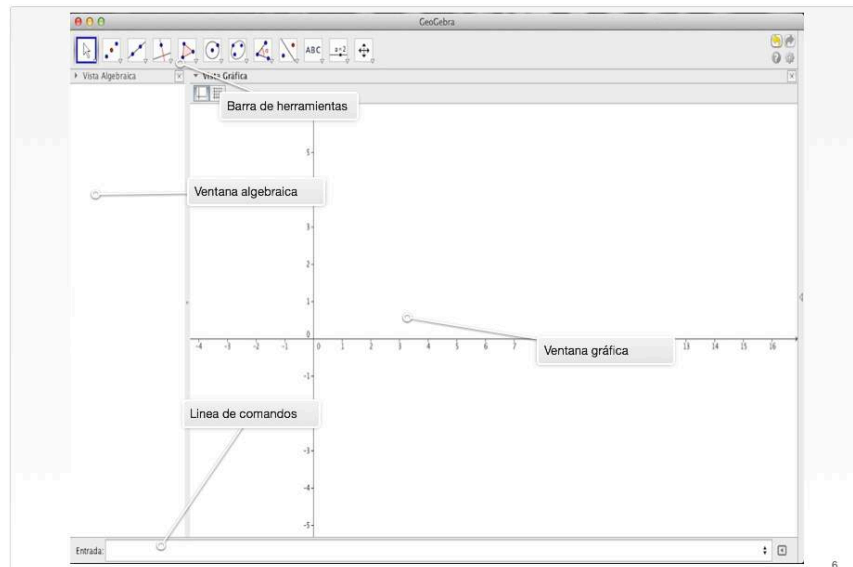 GeoGebra
ABC a=2
Vista Algebraica Vista Gráfica
Barra de herramientas
5
Ventana algebraica
3
2
1
0
-4 -3 -2 -1 0 1 2 3 4 5 6 7 13 14 15 16
Ventana gráfica
-1
Linea de comandos
-3
-4
-5
Entrada:
6